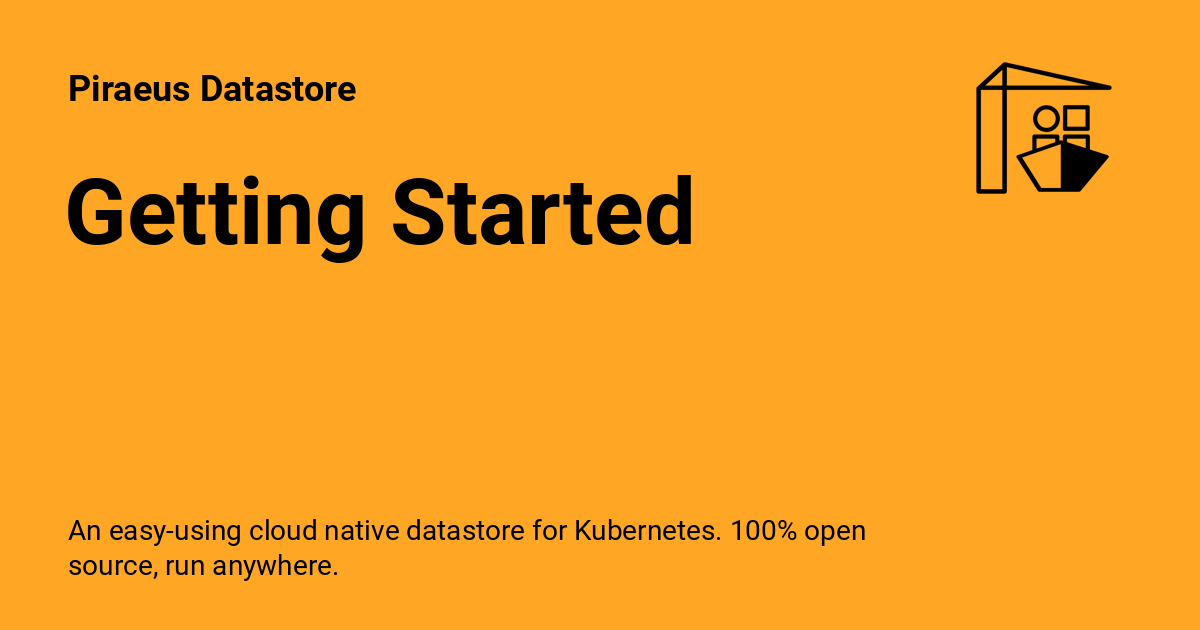 Piraeus Datastore
Getting Started
An easy-using cloud native datastore for Kubernetes. 100% open
source, run anywhere.